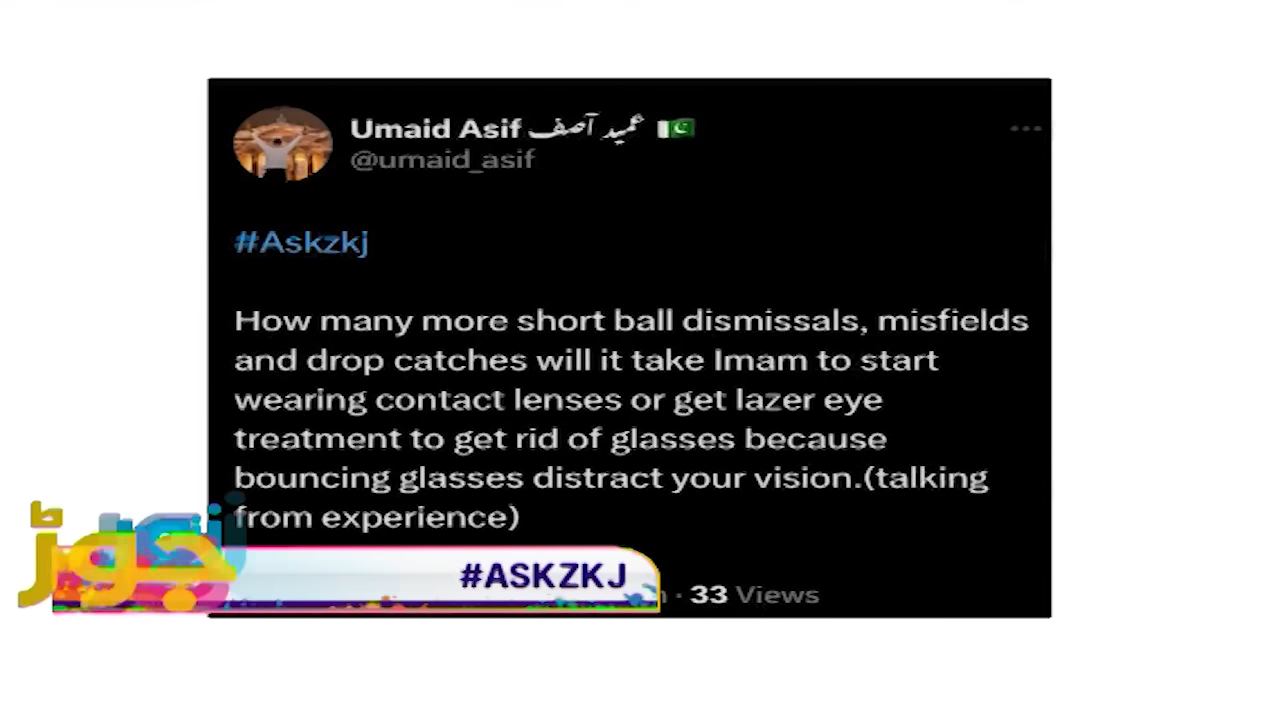 Umaid Asif عمید آصف
@umaid_asif
#Askzkj
How many more short ball dismissals, misfields
and drop catches will it take Imam to start
wearing contact lenses or get lazer eye
treatment to get rid of glasses because
bouncing glasses distract your vision.(talking
from experience)
جوڑ
#ASKZKJ
· 33 Views